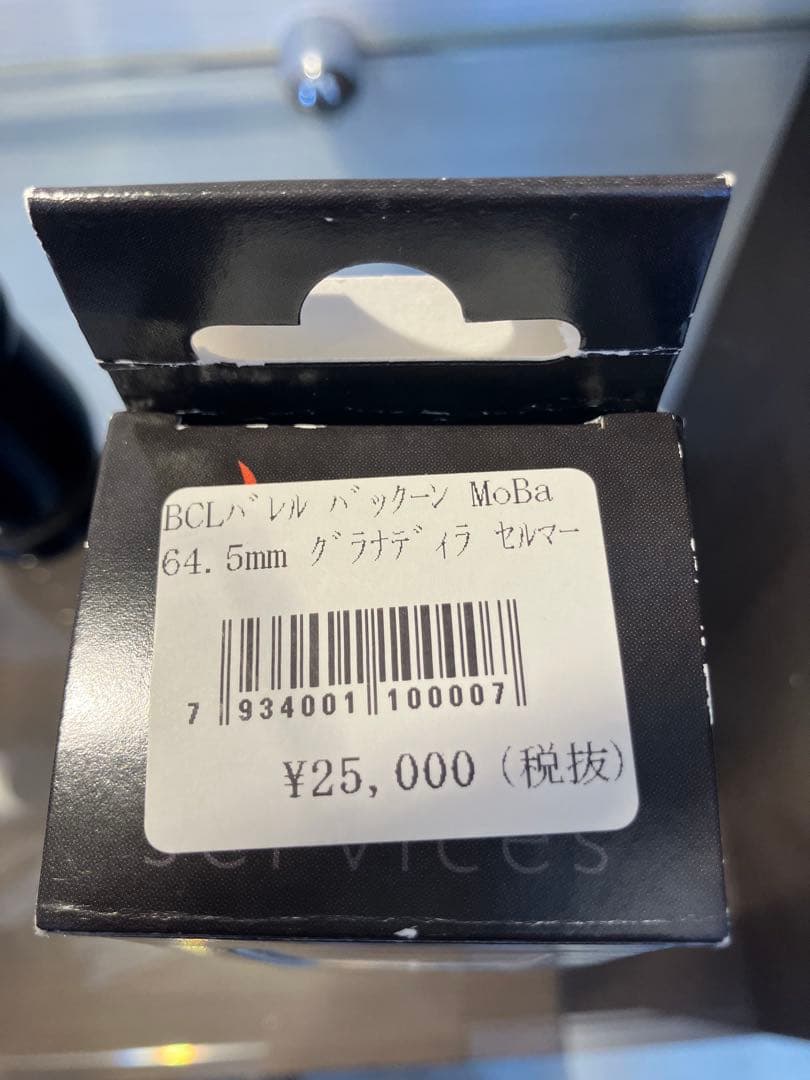 BCLﾊﾞﾚﾙ ﾊﾞｯｸｰﾝ MoBa
64.5mm ｸﾞﾗﾅﾃﾞｨﾗ ｾﾙﾏｰ
7 934001 100007
¥25,000（税抜）
services